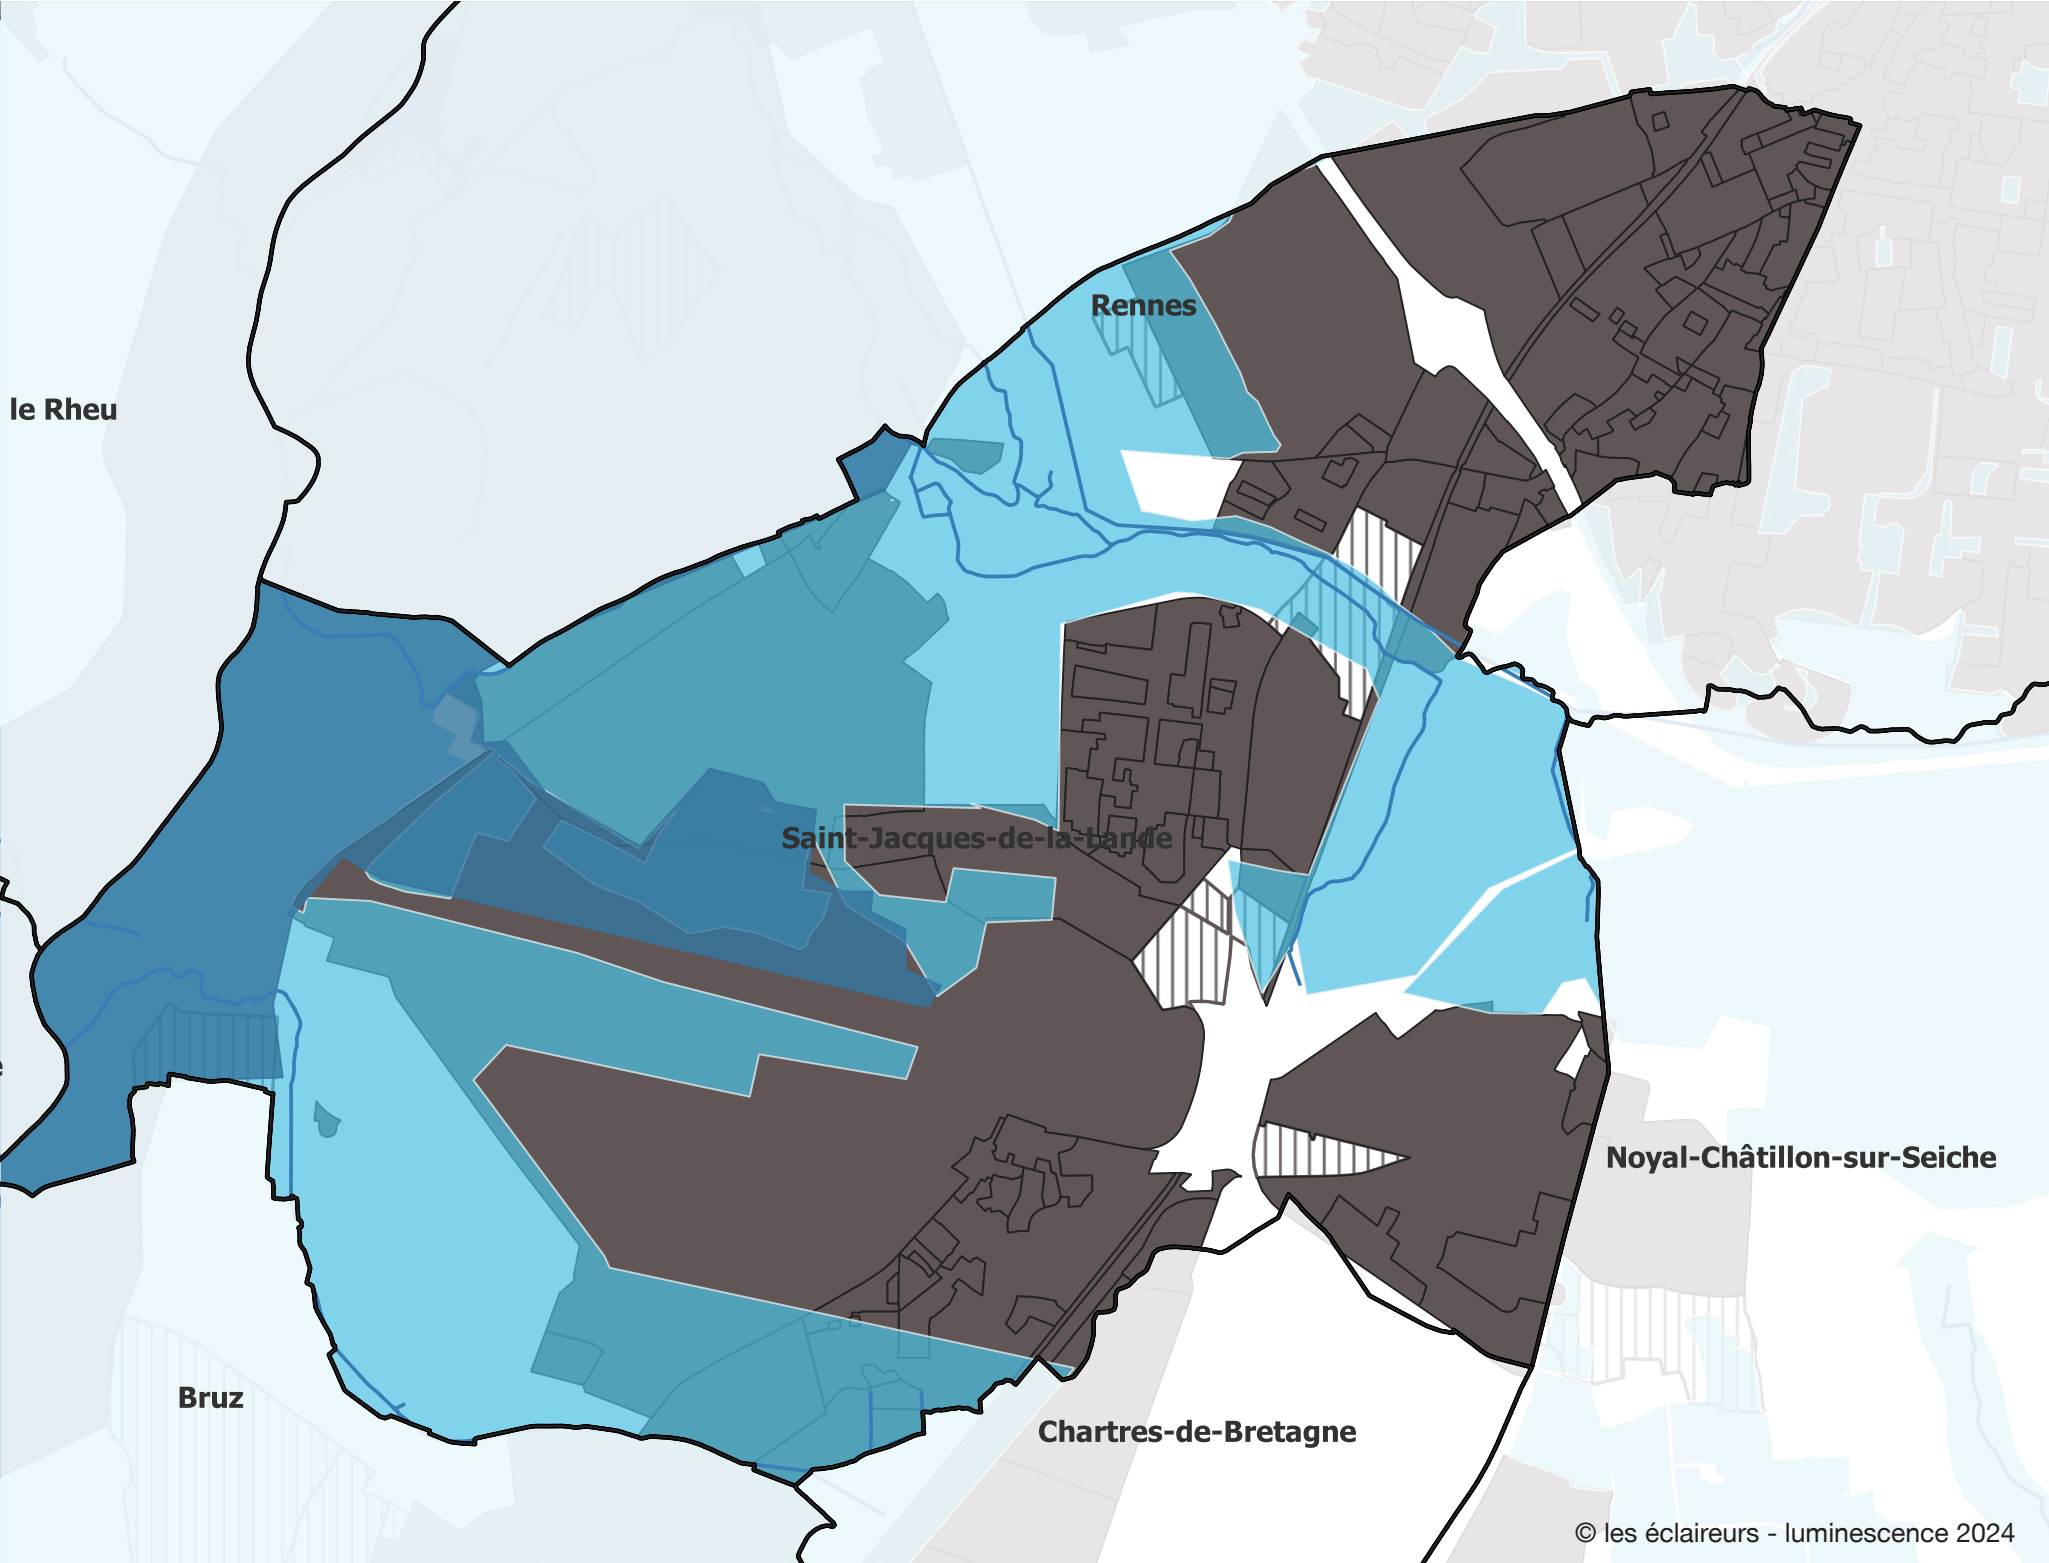 Rennes
le Rheu
Saint-Jacques-de-la-Lande
Noyal-Châtillon-sur-Seiche
Bruz
Chartres-de-Bretagne
© les éclaireurs - luminescence 2024